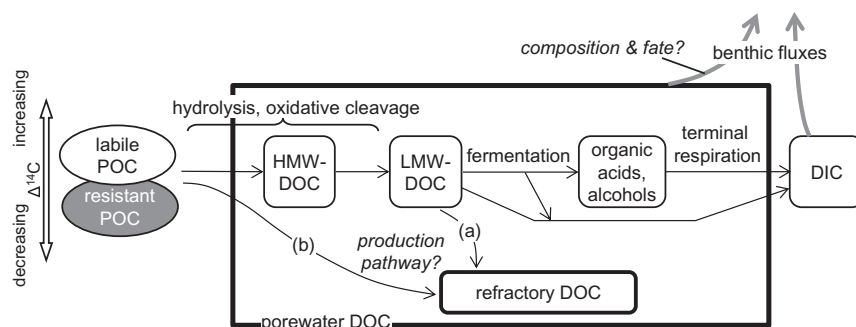 composition & fate?
benthic fluxes
hydrolysis, oxidative cleavage
increasing
Δ¹⁴C
decreasing
labile
POC
resistant
POC
HMW-
DOC
LMW-
DOC
fermentation
organic
acids,
alcohols
terminal
respiration
DIC
(a)
(b)
production
pathway?
refractory DOC
porewater DOC